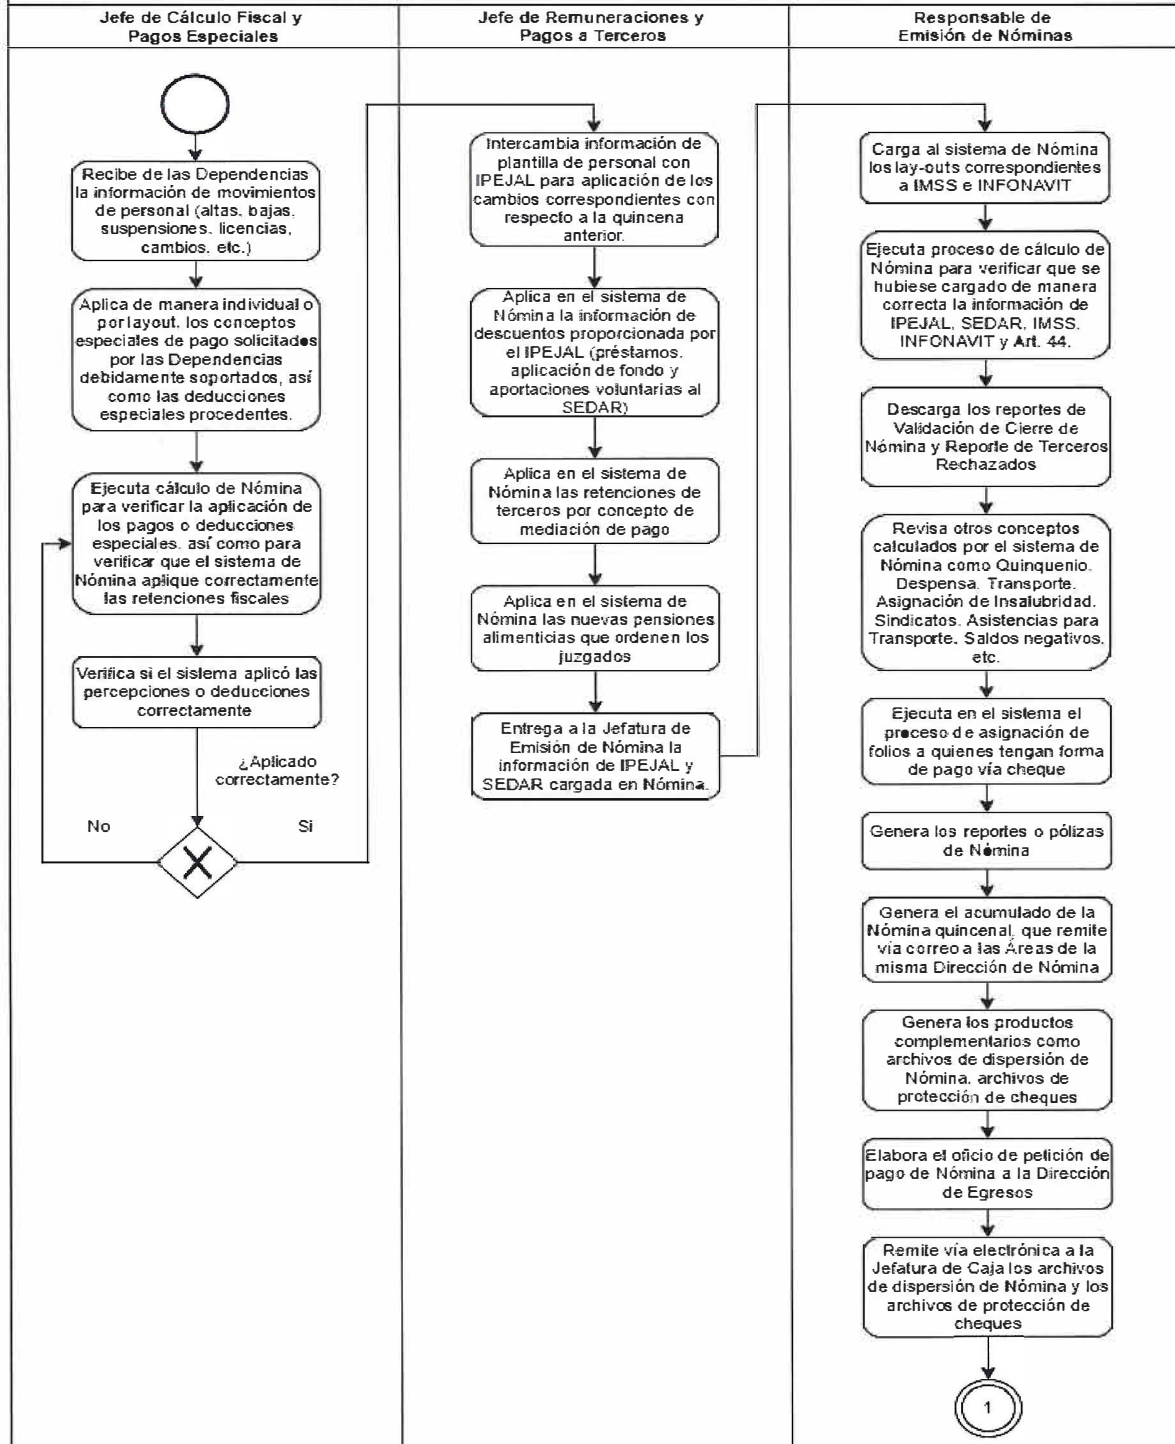 Jefe de Cálculo Fiscal y
Pagos Especiales
Recibe de las Dependencias
la información de movimientos
de personal (altas, bajas,
suspensiones, licencias,
cambios, etc.)
Aplica de manera individual o
por layout, los conceptos
especiales de pago solicitados
por las Dependencias
debidamente soportados, así
como las deducciones
especiales procedentes.
Ejecuta cálculo de Nómina
para verificar la aplicación de
los pagos o deducciones
especiales, así como para
verificar que el sistema de
Nómina aplique correctamente
las retenciones fiscales
Verifica si el sistema aplicó las
percepciones o deducciones
correctamente
¿Aplicado
correctamente?
No
Si
Jefe de Remuneraciones y
Pagos a Terceros
Intercambia información de
plantilla de personal con
IPEJAL para aplicación de los
cambios correspondientes con
respecto a la quincena
anterior.
Aplica en el sistema de
Nómina la información de
descuentos proporcionada por
el IPEJAL (préstamos,
aplicación de fondo y
aportaciones voluntarias al
SEDAR)
Aplica en el sistema de
Nómina las retenciones de
terceros por concepto de
mediación de pago
Aplica en el sistema de
Nómina las nuevas pensiones
alimenticias que ordenen los
juzgados
Entrega a la Jefatura de
Emisión de Nómina la
información de IPEJAL y
SEDAR cargada en Nómina.
Responsable de
Emisión de Nóminas
Carga al sistema de Nómina
los lay-outs correspondientes
a IMSS e INFONAVIT
Ejecuta proceso de cálculo de
Nómina para verificar que se
hubiese cargado de manera
correcta la información de
IPEJAL, SEDAR, IMSS,
INFONAVIT y Art. 44.
Descarga los reportes de
Validación de Cierre de
Nómina y Reporte de Terceros
Rechazados
Revisa otros conceptos
calculados por el sistema de
Nómina como Quinquenio,
Despensa, Transporte,
Asignación de Insalubridad,
Sindicatos, Asistencias para
Transporte, Saldos negativos,
etc.
Ejecuta en el sistema el
proceso de asignación de
folios a quienes tengan forma
de pago vía cheque
Genera los reportes o pólizas
de Nómina
Genera el acumulado de la
Nómina quincenal, que remite
vía correo a las Áreas de la
misma Dirección de Nómina
Genera los productos
complementarios como
archivos de dispersión de
Nómina, archivos de
protección de cheques
Elabora el oficio de petición de
pago de Nómina a la Dirección
de Egresos
Remite vía electrónica a la
Jefatura de Caja los archivos
de dispersión de Nómina y los
archivos de protección de
cheques
1